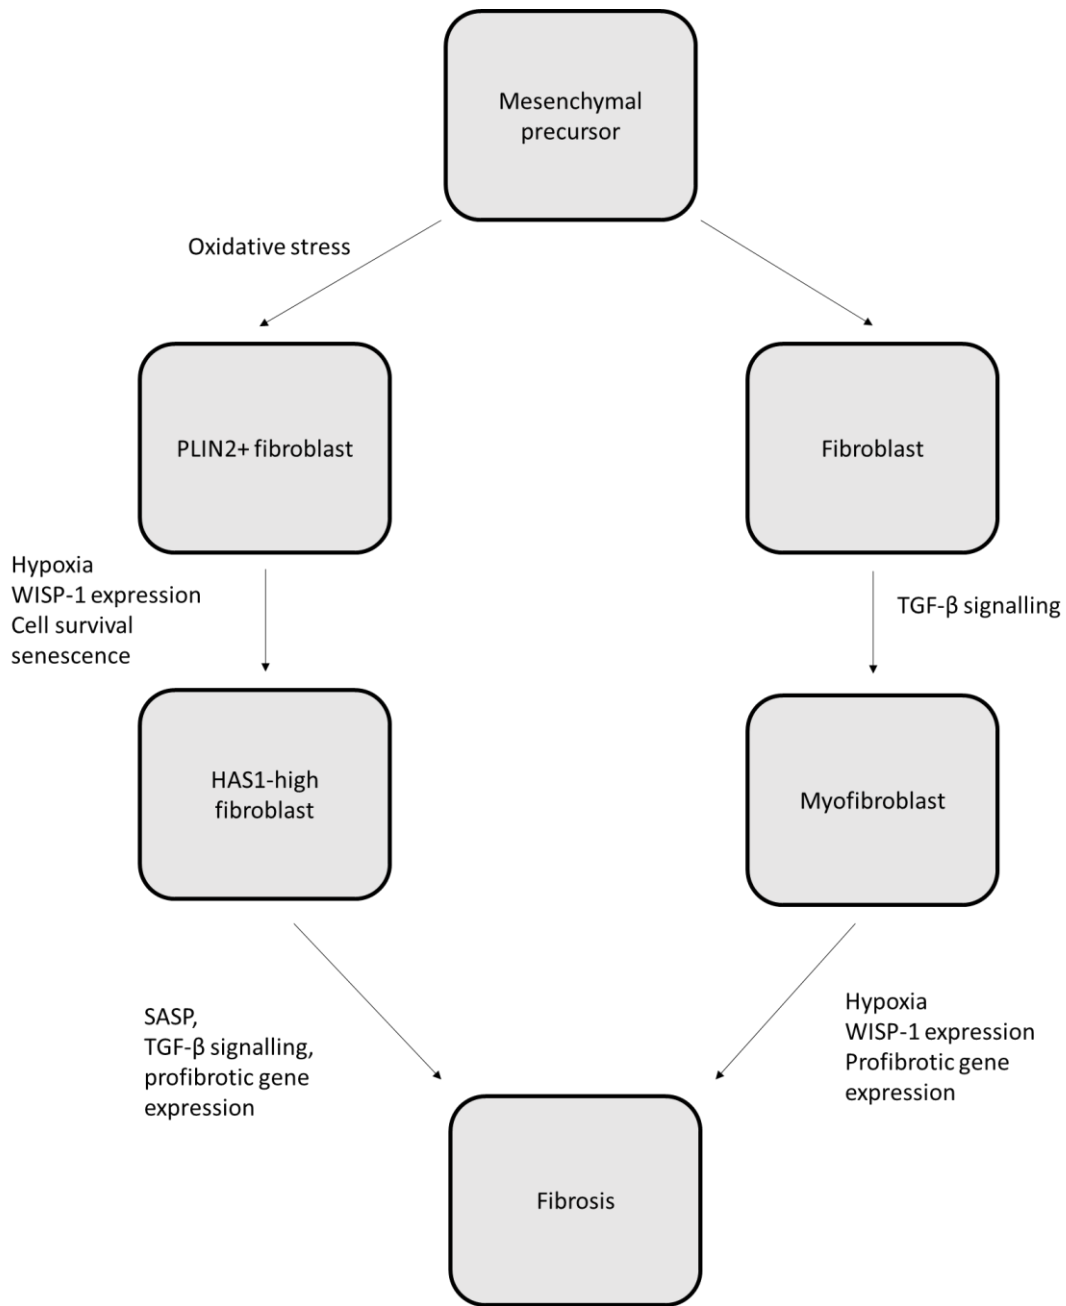 Mesenchymal
precursor
Oxidative stress
PLIN2+ fibroblast
Fibroblast
Hypoxia
WISP-1 expression
Cell survival
senescence
TGF-β signalling
HAS1-high
fibroblast
Myofibroblast
SASP,
TGF-β signalling,
profibrotic gene
expression
Hypoxia
WISP-1 expression
Profibrotic gene
expression
Fibrosis